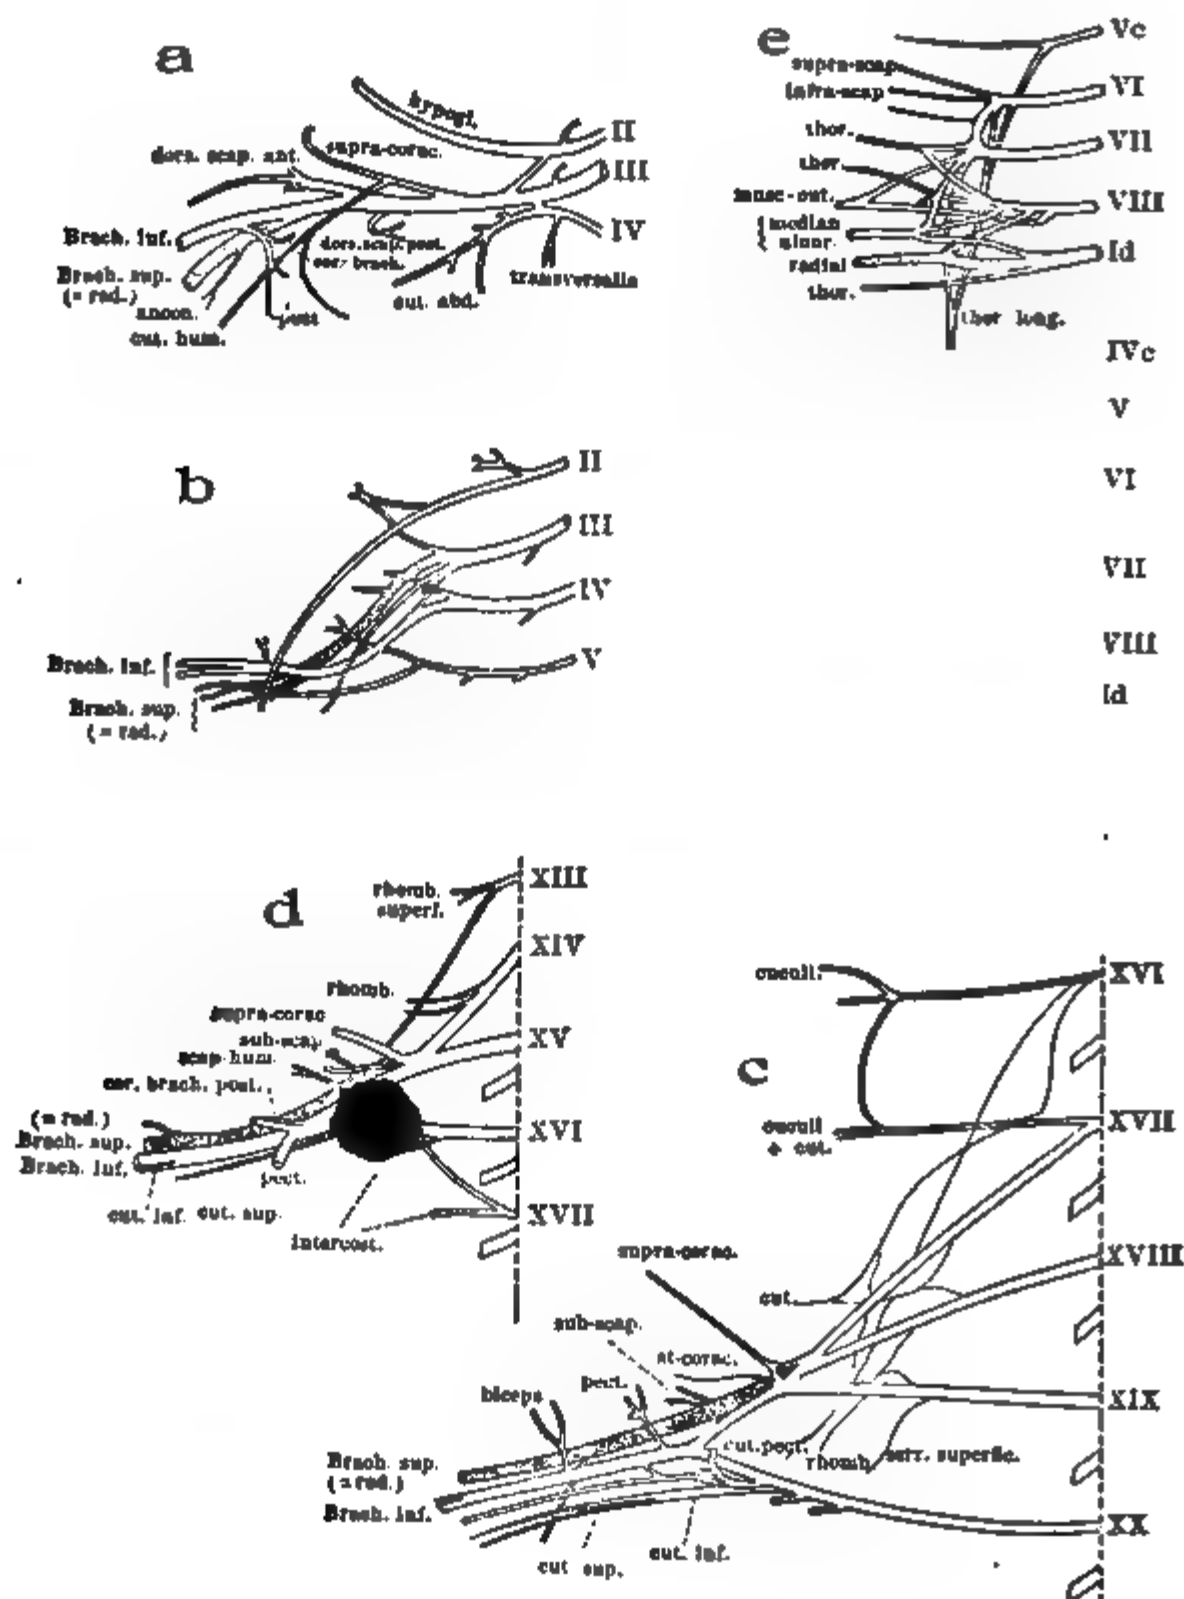 a
hypogl.
II
supra-corac.
dors. scap. ant.
III
Brach. inf.
IV
dors. scap. post.
cor. brach.
Brach. sup.
(= rad.)
transversalis
cut. abd.
ancon.
post
cut. hum.
e
Vc
supra-scap
infra-scap
VI
thor.
VII
thor.
musc-cut.
VIII
median
radial
Id
thor.
thor long.
IVc
V
VI
VII
VIII
Id
b
II
III
IV
Brach. inf.
V
Brach. sup.
(= rad.)
d
XIII
rhomb.
superf.
XIV
rhomb.
supra-corac
sub-scap
XV
scap-hum.
cor. brach. post.
(= rad.)
Brach. sup.
XVI
Brach. inf.
pect.
cut. inf. cut. sup.
XVII
intercost.
c
cucull.
XVI
cucull
+ cut.
XVII
supra-corac.
XVIII
cut.
sub-scap.
st-corac.
biceps
pect.
XIX
cut. pect.
rhomb.
serr. superfic.
Brach. sup.
(= rad.)
Brach. inf.
XX
cut sup.
cut. inf.